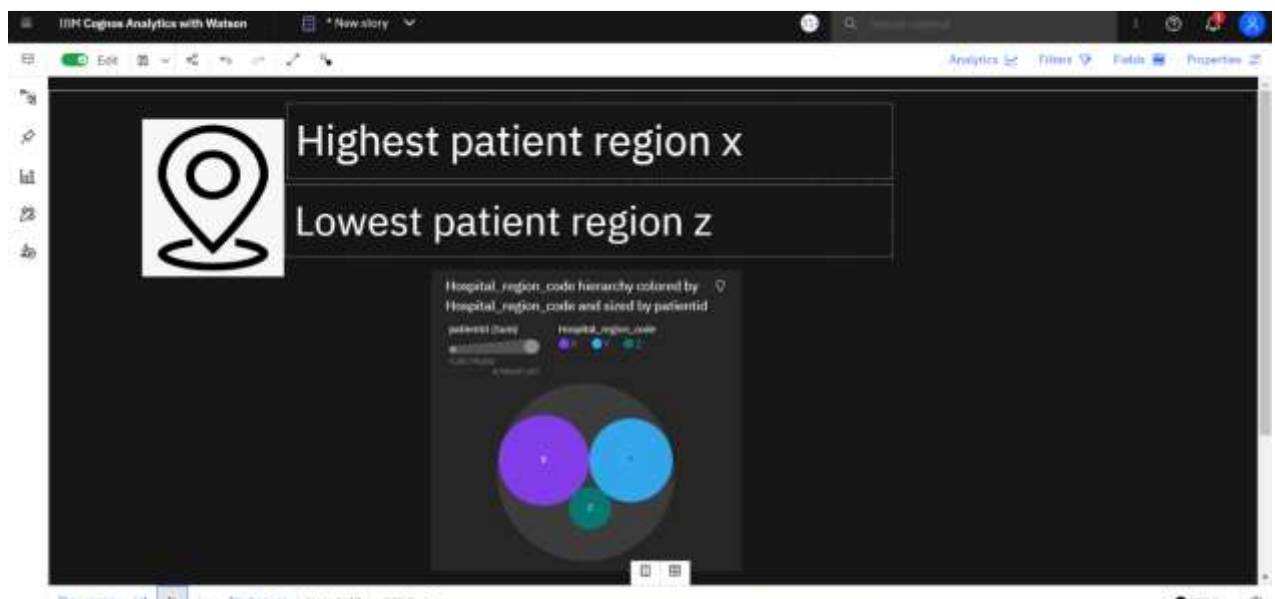 IBM Cognos Analytics with Watson
* New story
Edit
Analytics
Filters
Fields
Properties
Highest patient region x
Lowest patient region z
Hospital_region_code hierarchy colored by
Hospital_region_code and sized by patientid
patientid (Sum)
Hospital_region_code
X Y Z
X
Z